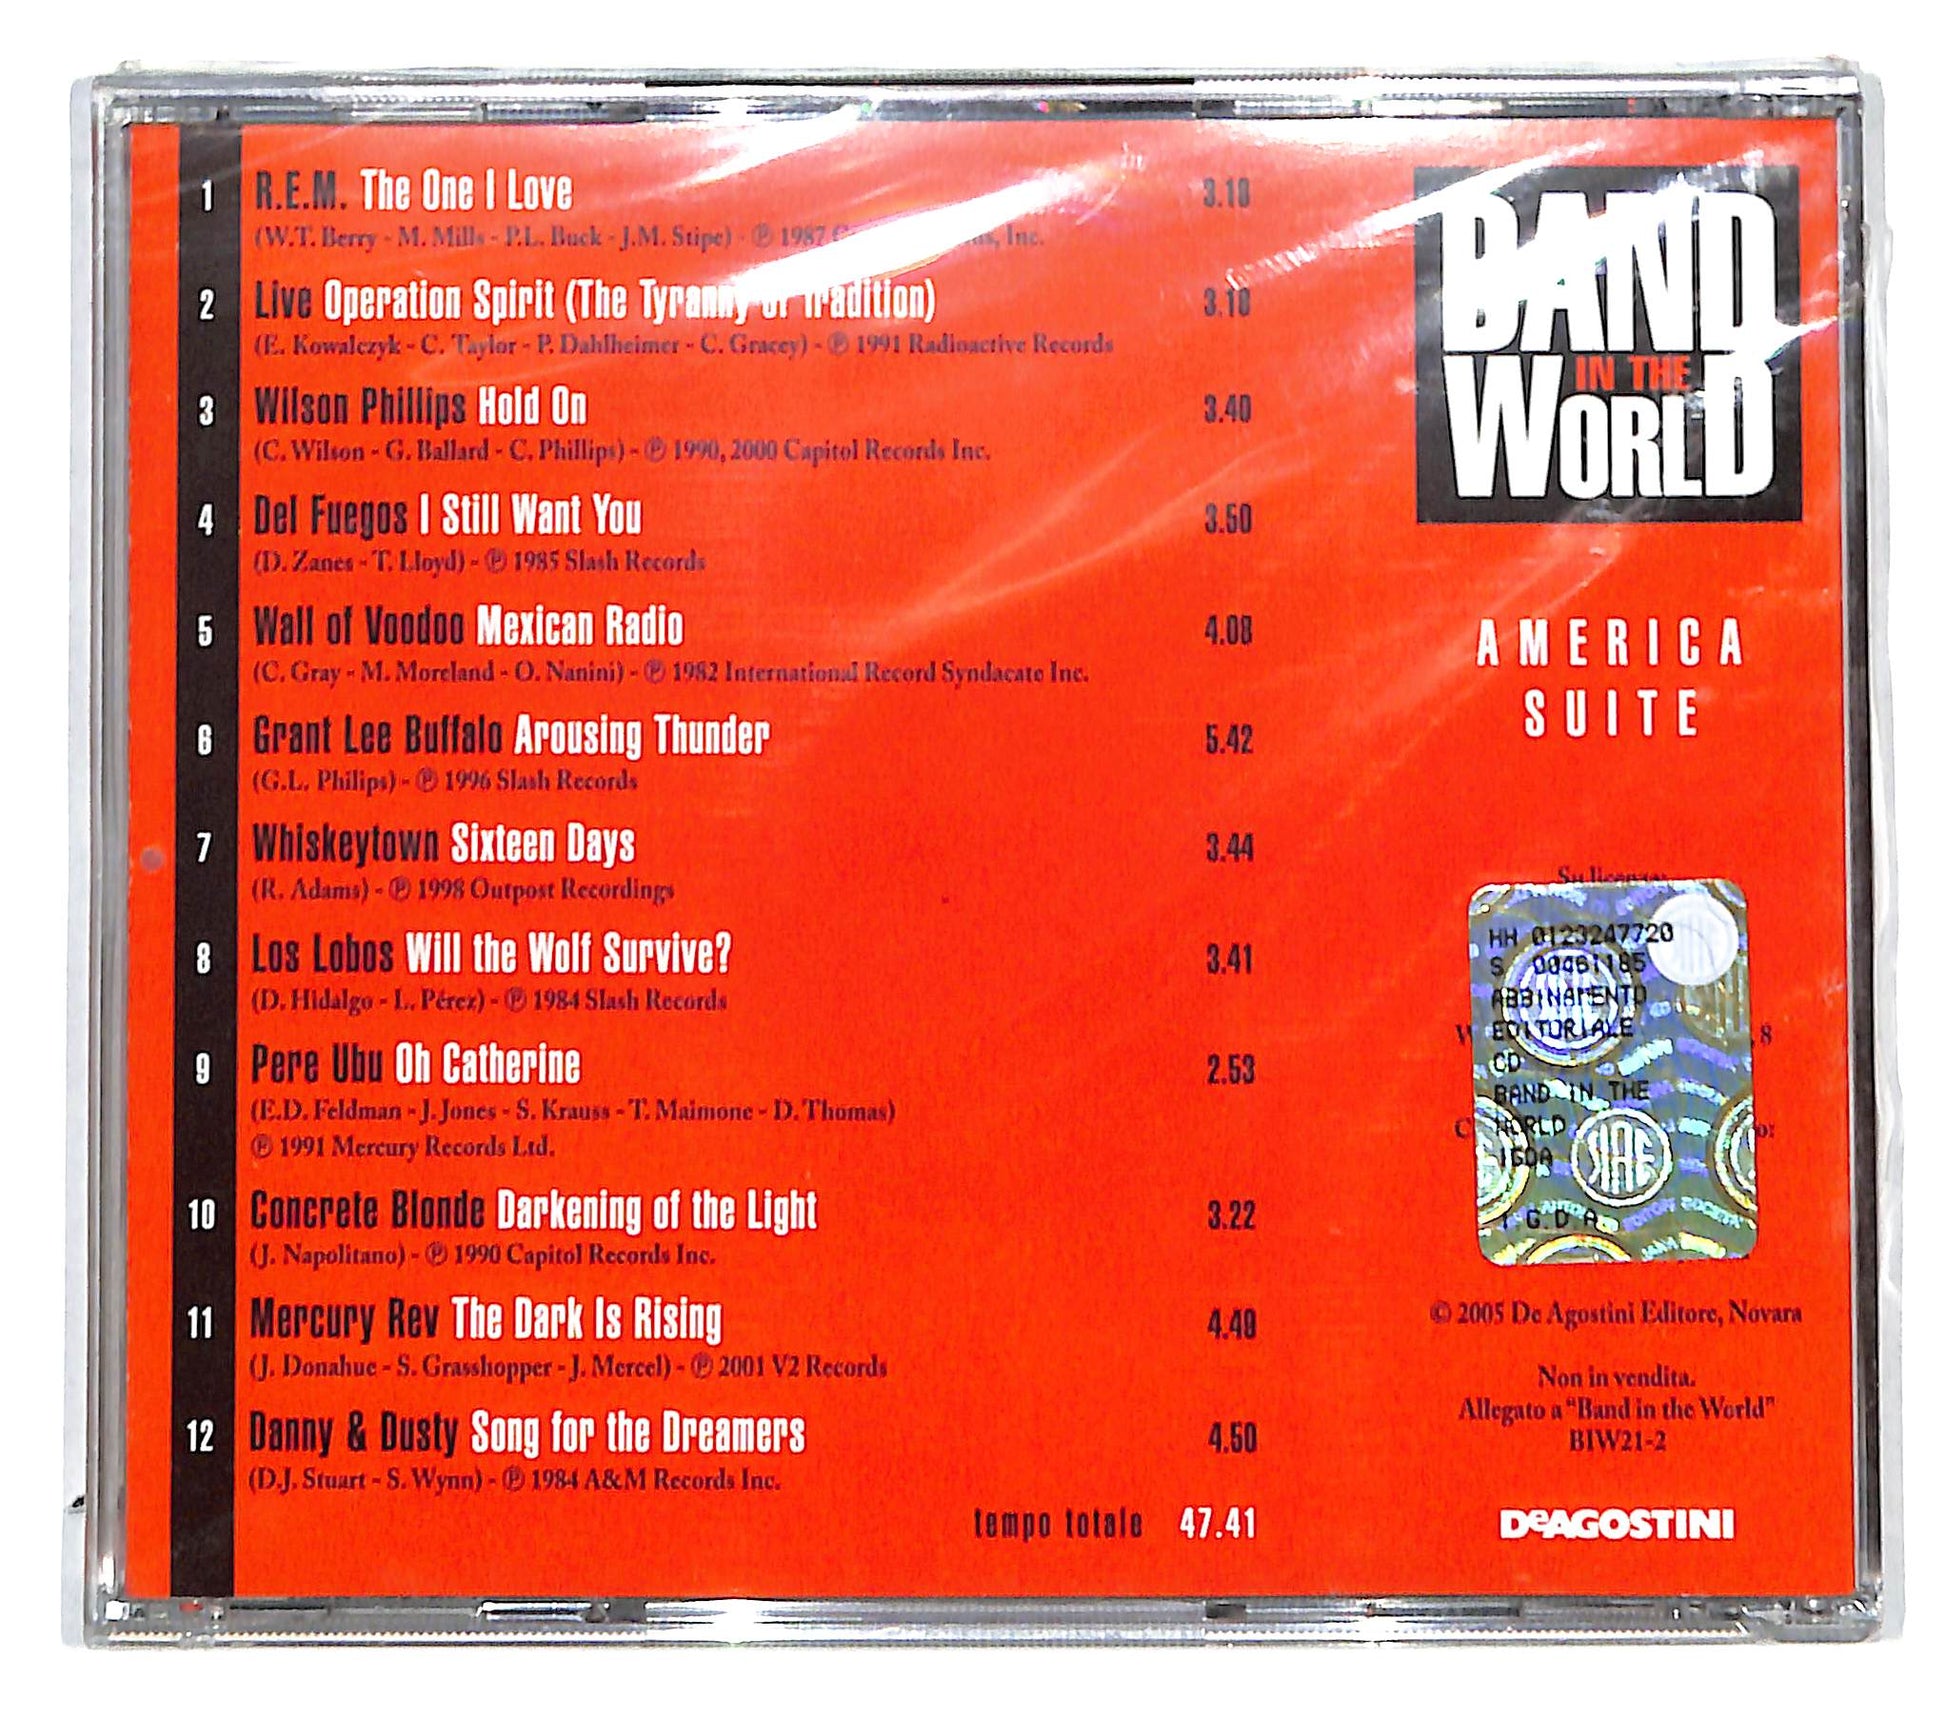 1 R.E.M. The One I Love 3.18
(W.T. Berry - M. Mills - P.L. Buck - J.M. Stipe) - ℗ 1987 Inc.
2 Live Operation Spirit (The Tyranny of Tradition) 3.18
(E. Kowalczyk - C. Taylor - P. Dahlheimer - C. Gracey) - ℗ 1991 Radioactive Records
3 Wilson Phillips Hold On 3.40
(C. Wilson - G. Ballard - C. Phillips) - ℗ 1990, 2000 Capitol Records Inc.
4 Del Fuegos I Still Want You 3.50
(D. Zanes - T. Lloyd) - ℗ 1985 Slash Records
5 Wall of Voodoo Mexican Radio 4.08
(C. Gray - M. Moreland - O. Nanini) - ℗ 1982 International Record Syndacate Inc.
6 Grant Lee Buffalo Arousing Thunder 5.42
(G.L. Philips) - ℗ 1996 Slash Records
7 Whiskeytown Sixteen Days 3.44
(R. Adams) - ℗ 1998 Outpost Recordings
8 Los Lobos Will the Wolf Survive? 3.41
(D. Hidalgo - L. Pérez) - ℗ 1984 Slash Records
9 Pere Ubu Oh Catherine 2.53
(E.D. Feldman - J. Jones - S. Krauss - T. Maimone - D. Thomas)
℗ 1991 Mercury Records Ltd.
10 Concrete Blonde Darkening of the Light 3.22
(J. Napolitano) - ℗ 1990 Capitol Records Inc.
11 Mercury Rev The Dark Is Rising
(J. Donahue - S. Grasshopper - J. Mercel) - ℗ 2001 V2 Records
12 Danny & Dusty Song for the Dreamers 4.50
(D.J. Stuart - S. Wynn) - ℗ 1984 A&M Records Inc.
tempo totale 47.41
BAND
IN THE
WORLD
AMERICA
SUITE
HH 0123247720
S 00461185
ABBINAMENTO
EDITORIALE
CD
BAND IN THE
WORLD
IGDA
SIAE
I.G.D.A.
© 2005 De Agostini Editore, Novara
Non in vendita.
Allegato a "Band in the World"
BIW21-2
DeAGOSTINI